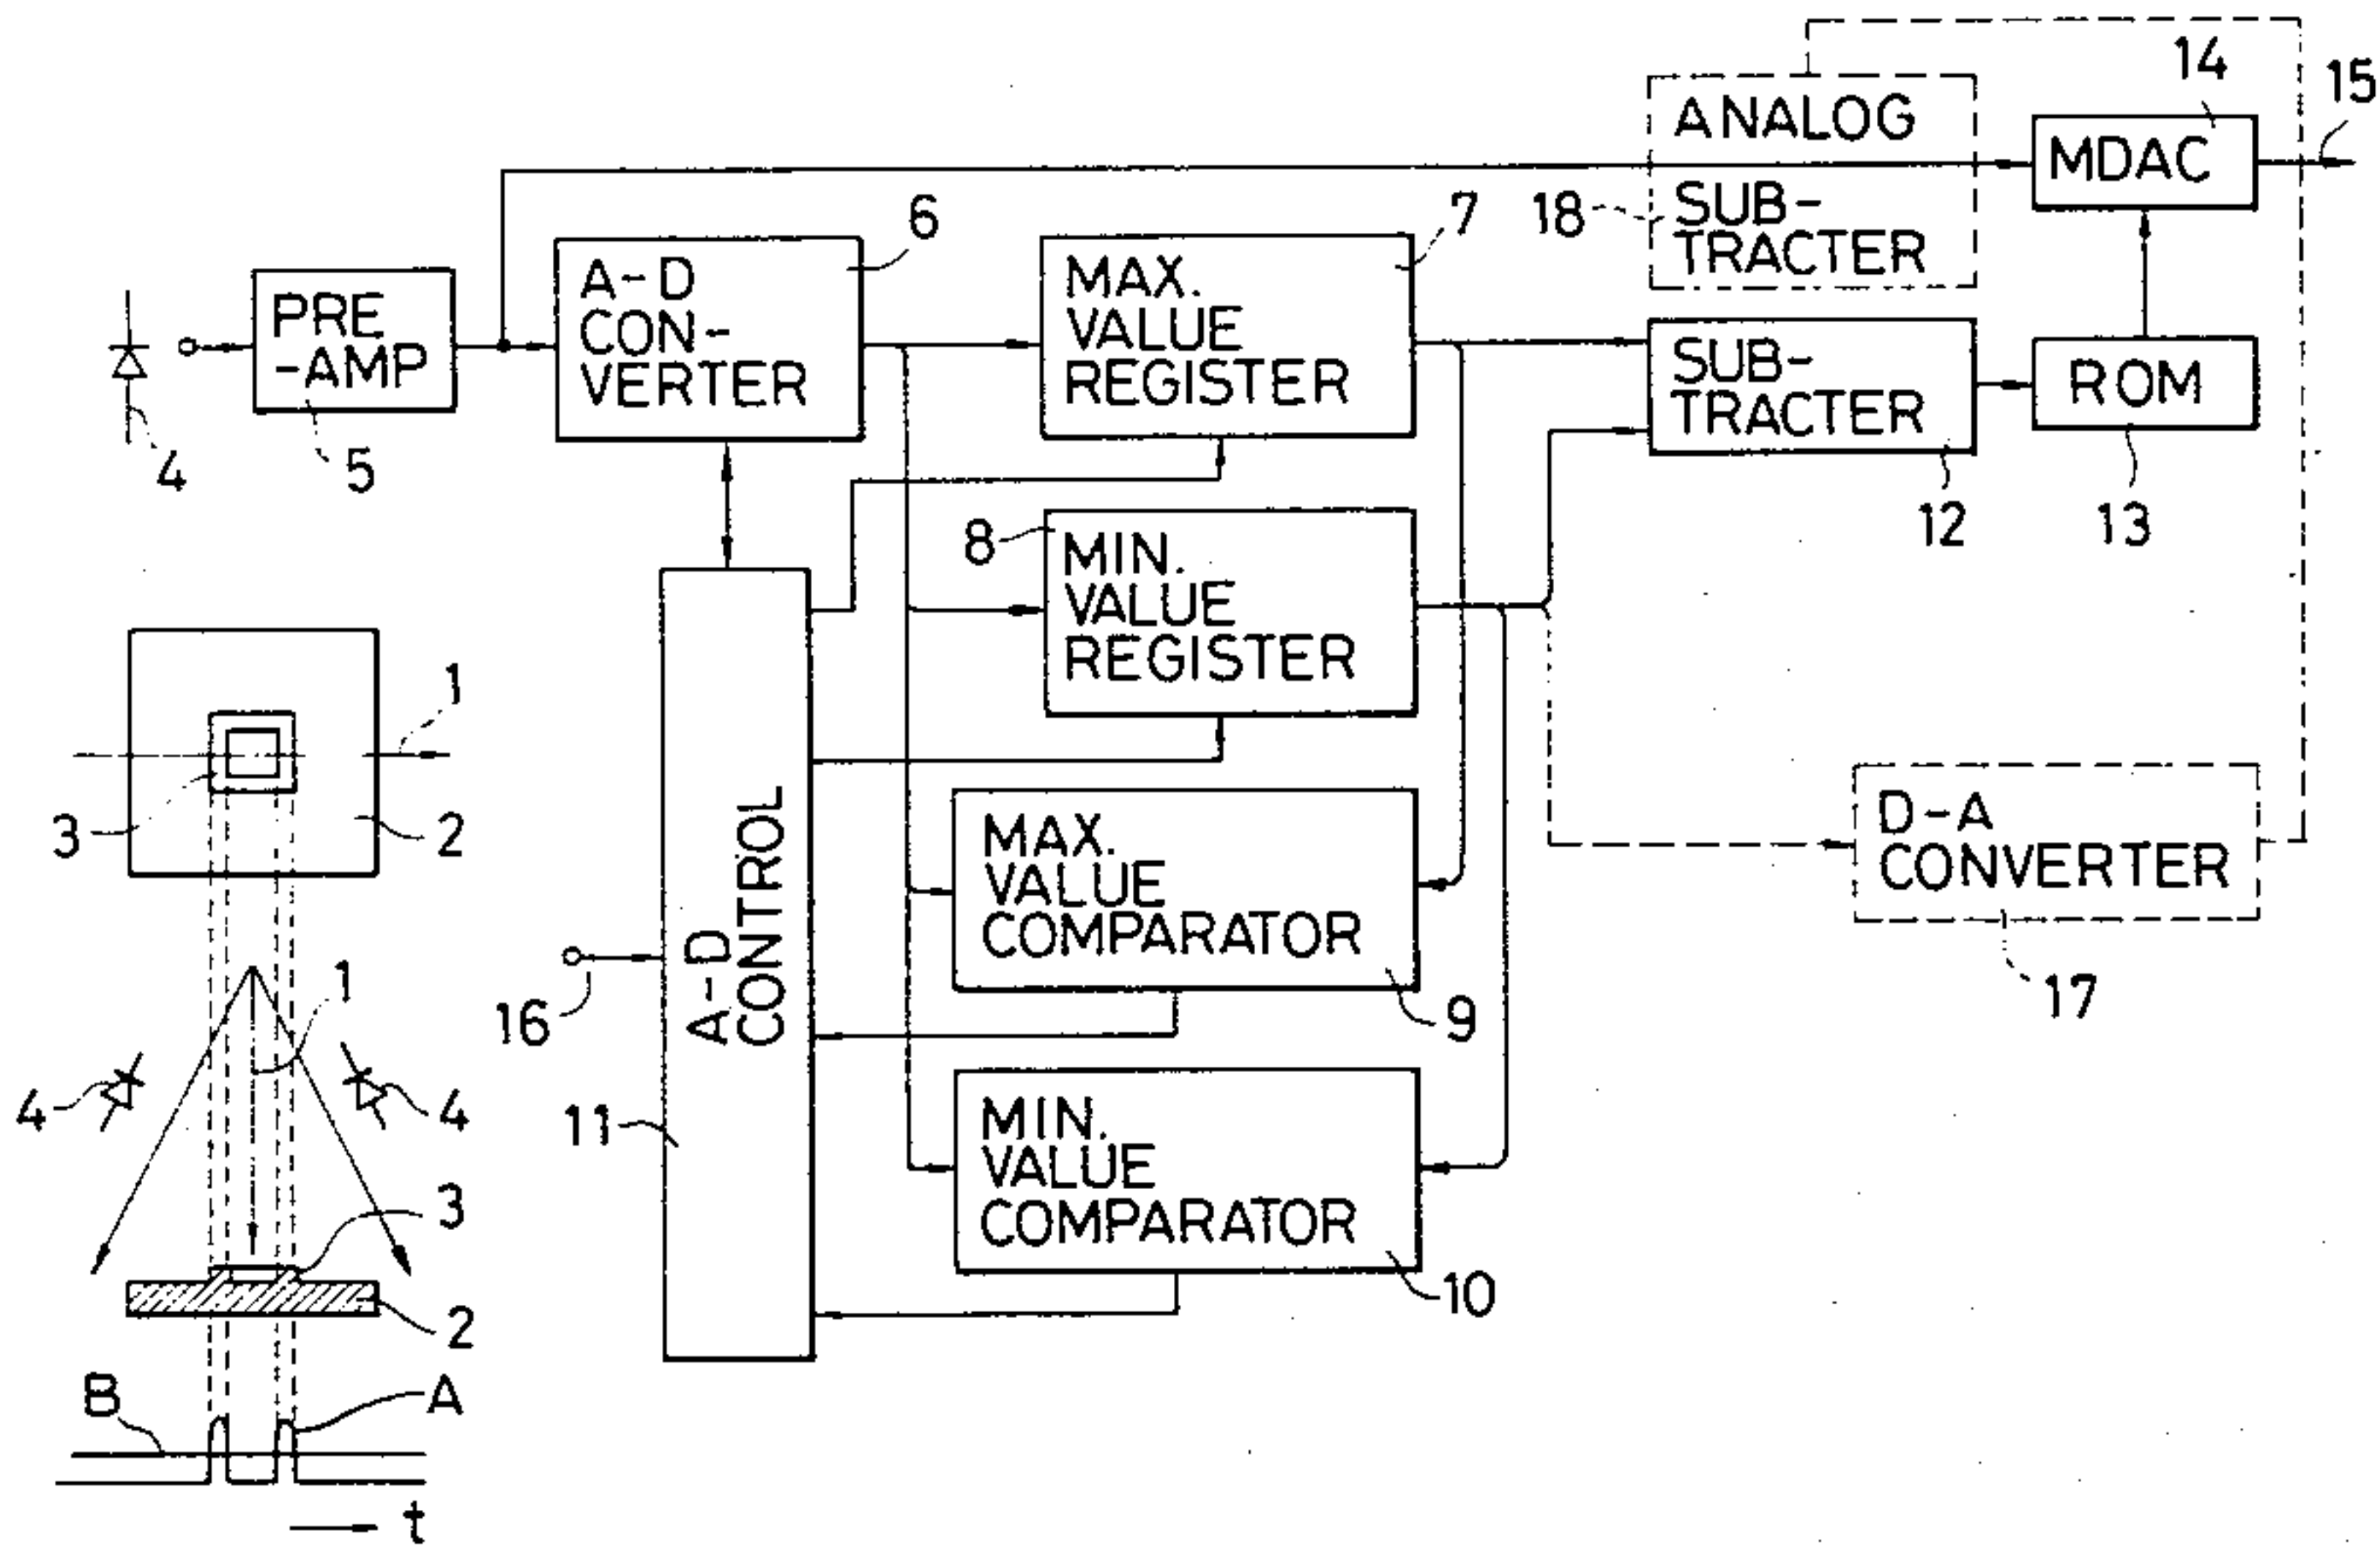 14
15
ANALOG
MDAC
6
7
18
SUB-
TRACTER
A-D
CON-
VERTER
MAX.
VALUE
REGISTER
PRE
-AMP
SUB-
TRACTER
ROM
4
5
8
12
13
MIN.
VALUE
REGISTER
1
3
2
A-D
CONTROL
MAX.
VALUE
COMPARATOR
D-A
CONVERTER
16
1
9
17
4
4
11
MIN.
VALUE
COMPARATOR
3
10
2
B
A
t